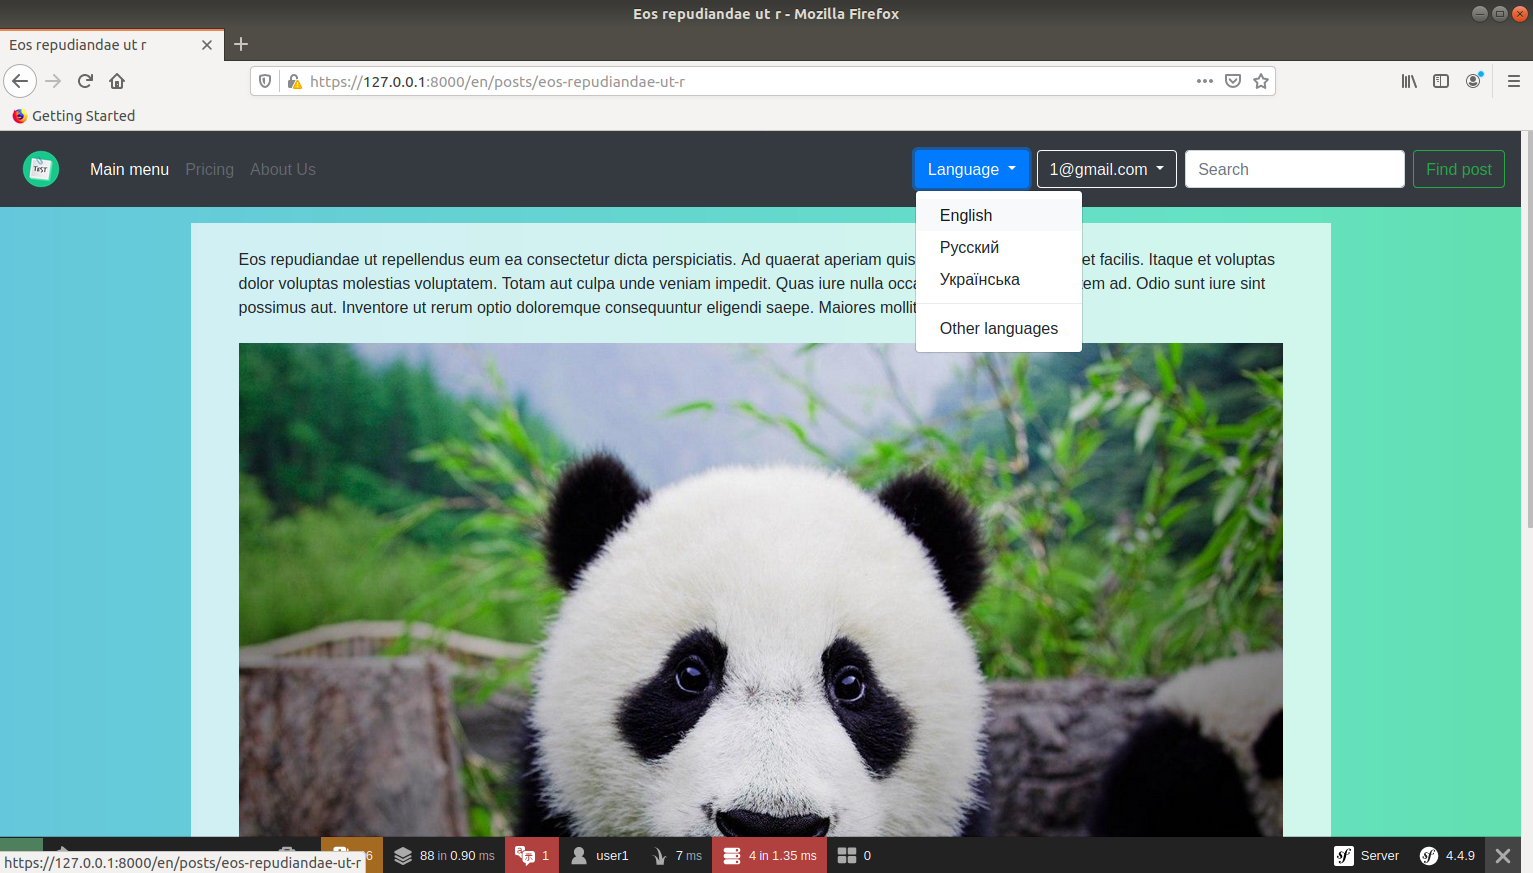 Eos repudiandae ut r - Mozilla Firefox
Eos repudiandae ut r
https://127.0.0.1:8000/en/posts/eos-repudiandae-ut-r
Getting Started
TEST
Main menu Pricing About Us Language 1@gmail.com Search Find post
English
Русский
Українська
Other languages
Eos repudiandae ut repellendus eum ea consectetur dicta perspiciatis. Ad quaerat aperiam quis et facilis. Itaque et voluptas
dolor voluptas molestias voluptatem. Totam aut culpa unde veniam impedit. Quas iure nulla occa em ad. Odio sunt iure sint
possimus aut. Inventore ut rerum optio doloremque consequuntur eligendi saepe. Maiores mollit
6 88 in 0.90 ms 1 user1 7 ms 4 in 1.35 ms 0 sf Server sf 4.4.9
https://127.0.0.1:8000/en/posts/eos-repudiandae-ut-r